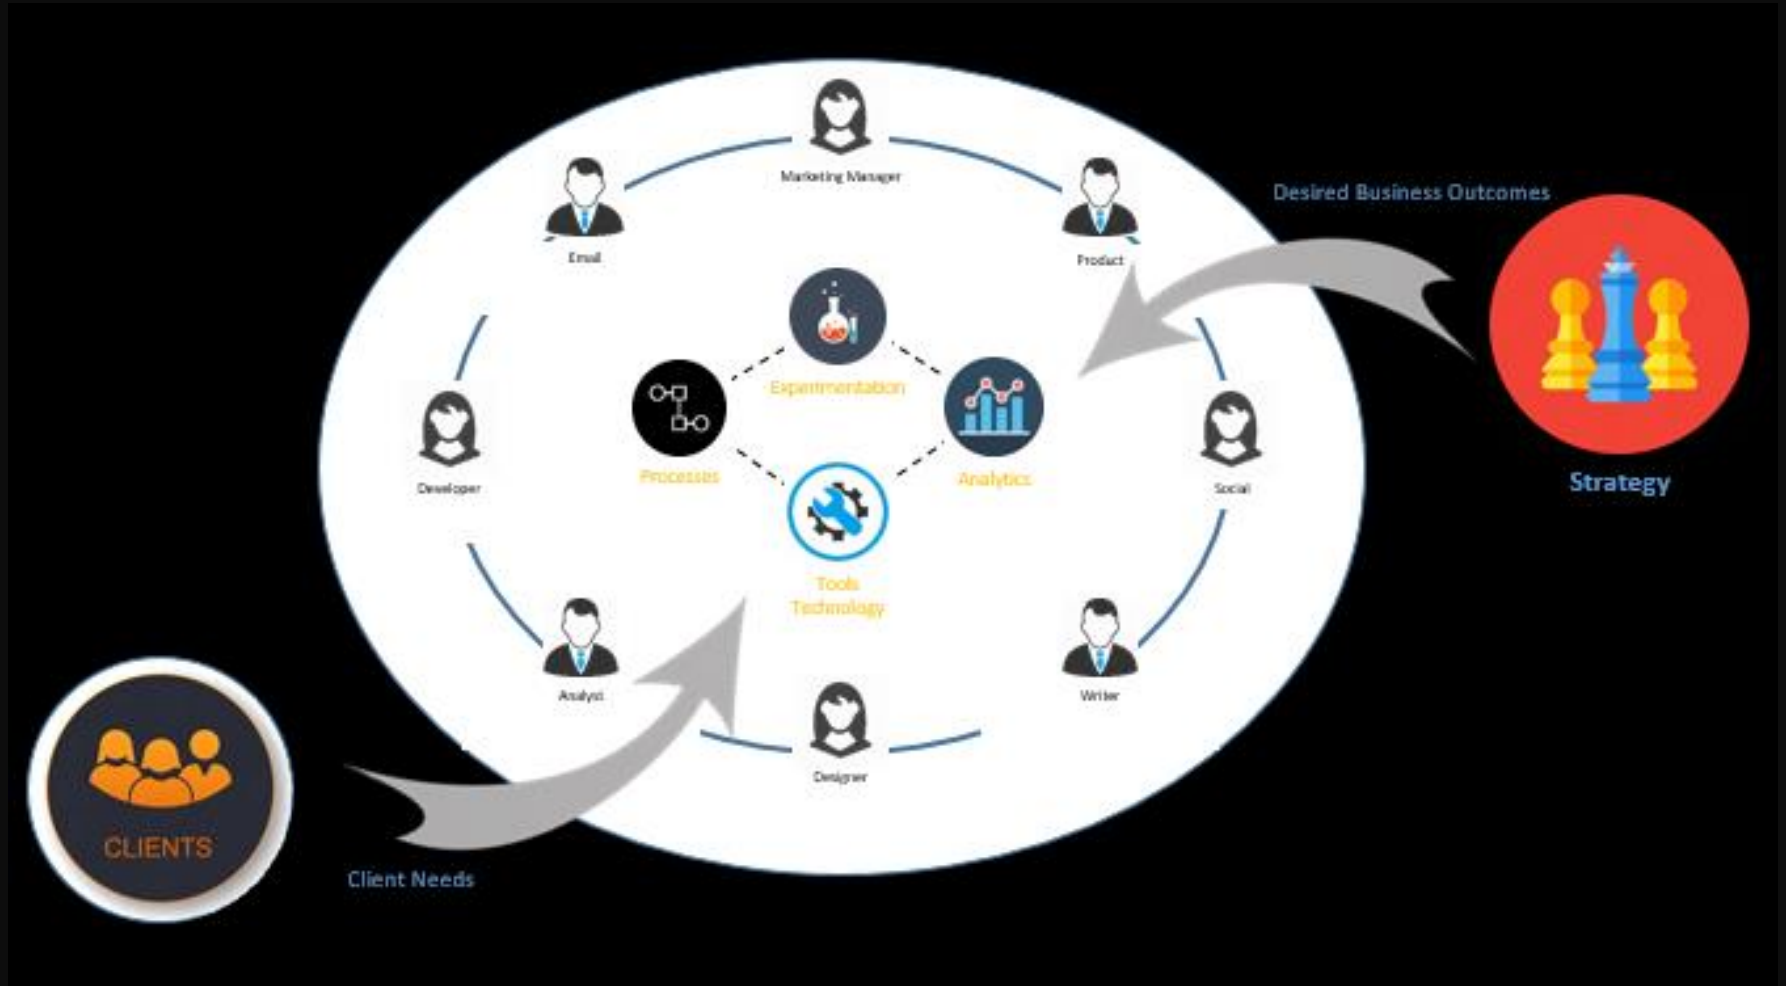 Marketing Manager
Desired Business Outcomes
Email
Product
Experimentation
Processes
Analytics
Developer
Social
Strategy
Tools
Technology
Analyst
Writer
Designer
CLIENTS
Client Needs